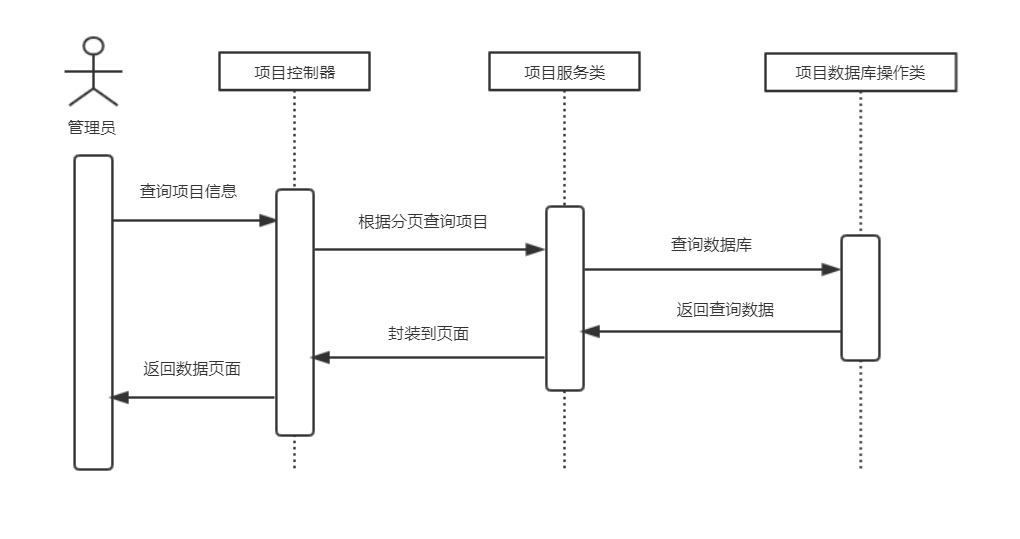 项目控制器
项目服务类
项目数据库操作类
管理员
查询项目信息
根据分页查询项目
查询数据库
返回查询数据
封装到页面
返回数据页面